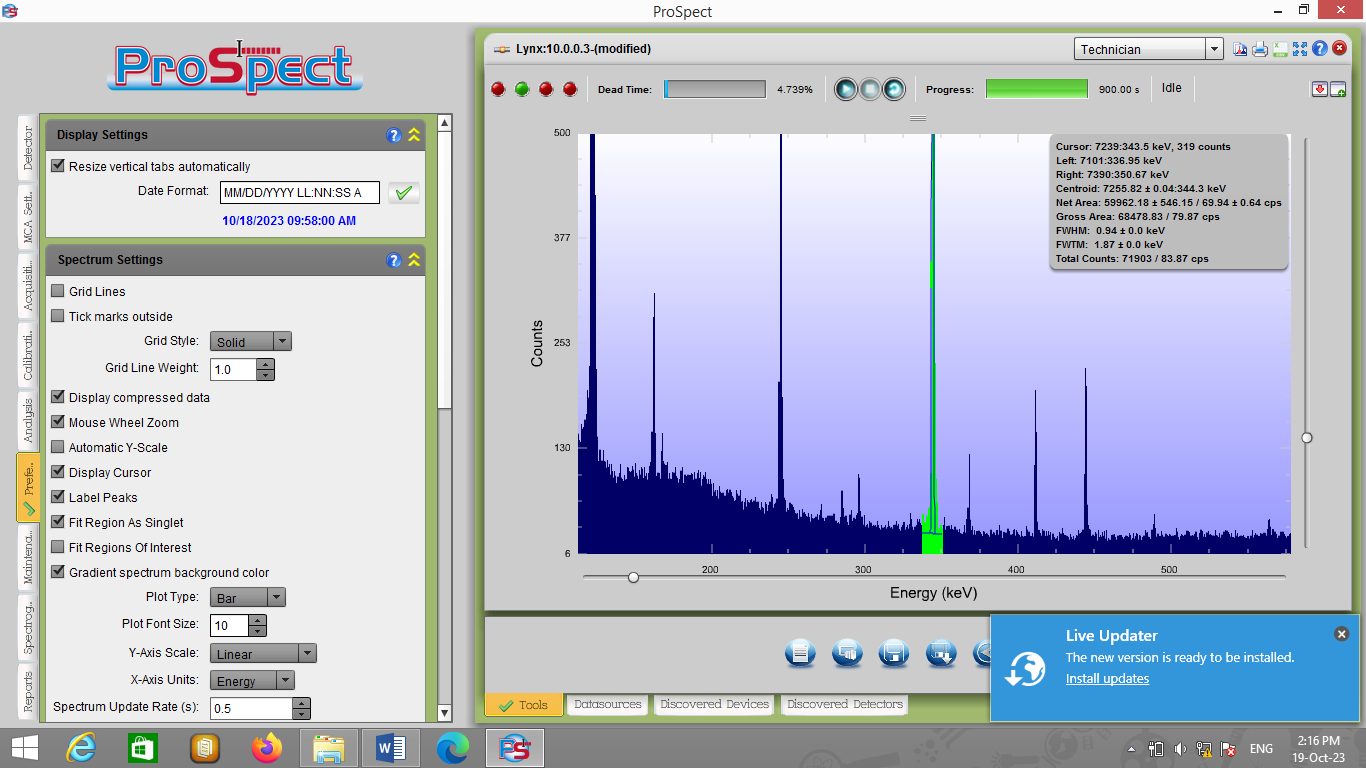 ProSpect
ProSpect
Detector
MCA Sett..
Acquisiti..
Calibrati..
Analysis
Prefe..
Maintena..
Spectrog..
Reports
Display Settings
Resize vertical tabs automatically
Date Format: MM/DD/YYYY LL:NN:SS A
10/18/2023 09:58:00 AM
Spectrum Settings
Grid Lines
Tick marks outside
Grid Style: Solid
Grid Line Weight: 1.0
Display compressed data
Mouse Wheel Zoom
Automatic Y-Scale
Display Cursor
Label Peaks
Fit Region As Singlet
Fit Regions Of Interest
Gradient spectrum background color
Plot Type: Bar
Plot Font Size: 10
Y-Axis Scale: Linear
X-Axis Units: Energy
Spectrum Update Rate (s): 0.5
Lynx:10.0.0.3-(modified)
Technician
Dead Time: 4.739% Progress: 900.00 s Idle
500
377
253
130
6
Counts
Cursor: 7239:343.5 keV, 319 counts
Left: 7101:336.95 keV
Right: 7390:350.67 keV
Centroid: 7255.82 ± 0.04:344.3 keV
Net Area: 59962.18 ± 546.15 / 69.94 ± 0.64 cps
Gross Area: 68478.83 / 79.87 cps
FWHM: 0.94 ± 0.0 keV
FWTM: 1.87 ± 0.0 keV
Total Counts: 71903 / 83.87 cps
200 300 400 500
Energy (keV)
Live Updater
The new version is ready to be installed.
Install updates
Tools Datasources Discovered Devices Discovered Detectors
ENG
2:16 PM
19-Oct-23